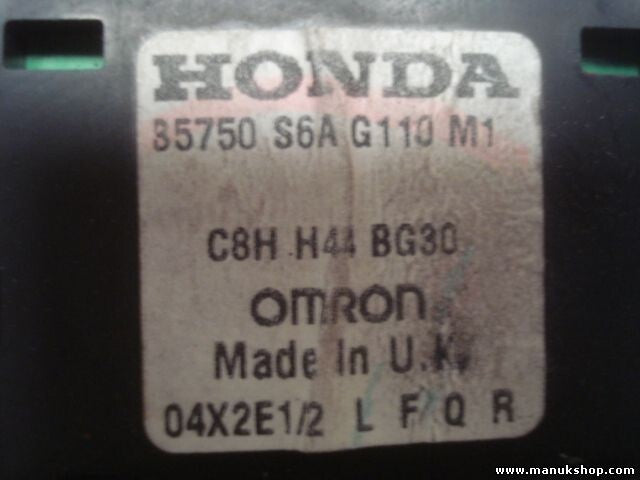 HONDA
35750 S6A G110 M1
C8H H44 BG30
OMRON
Made In U.K.
04X2E1/2 L F Q R
www.manukshop.com